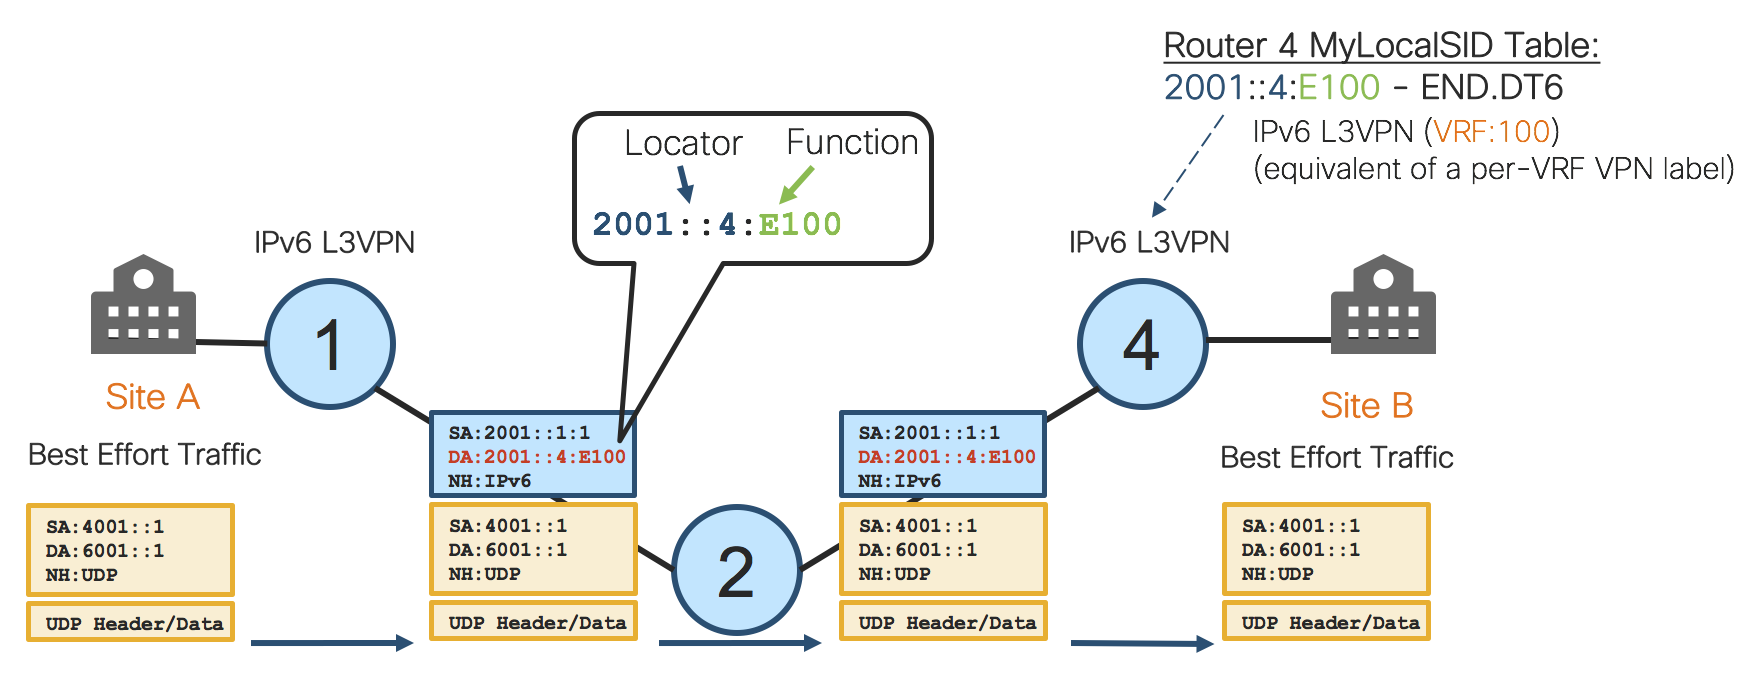 Router 4 MyLocalSID Table:
2001::4:E100 – END.DT6
IPv6 L3VPN (VRF:100)
(equivalent of a per-VRF VPN label)
Locator
Function
2001::4:E100
IPv6 L3VPN
IPv6 L3VPN
1
4
2
Site A
Best Effort Traffic
Site B
Best Effort Traffic
SA:4001::1
DA:6001::1
NH:UDP
UDP Header/Data
SA:2001::1:1
DA:2001::4:E100
NH:IPv6
SA:4001::1
DA:6001::1
NH:UDP
UDP Header/Data
SA:2001::1:1
DA:2001::4:E100
NH:IPv6
SA:4001::1
DA:6001::1
NH:UDP
UDP Header/Data
SA:4001::1
DA:6001::1
NH:UDP
UDP Header/Data